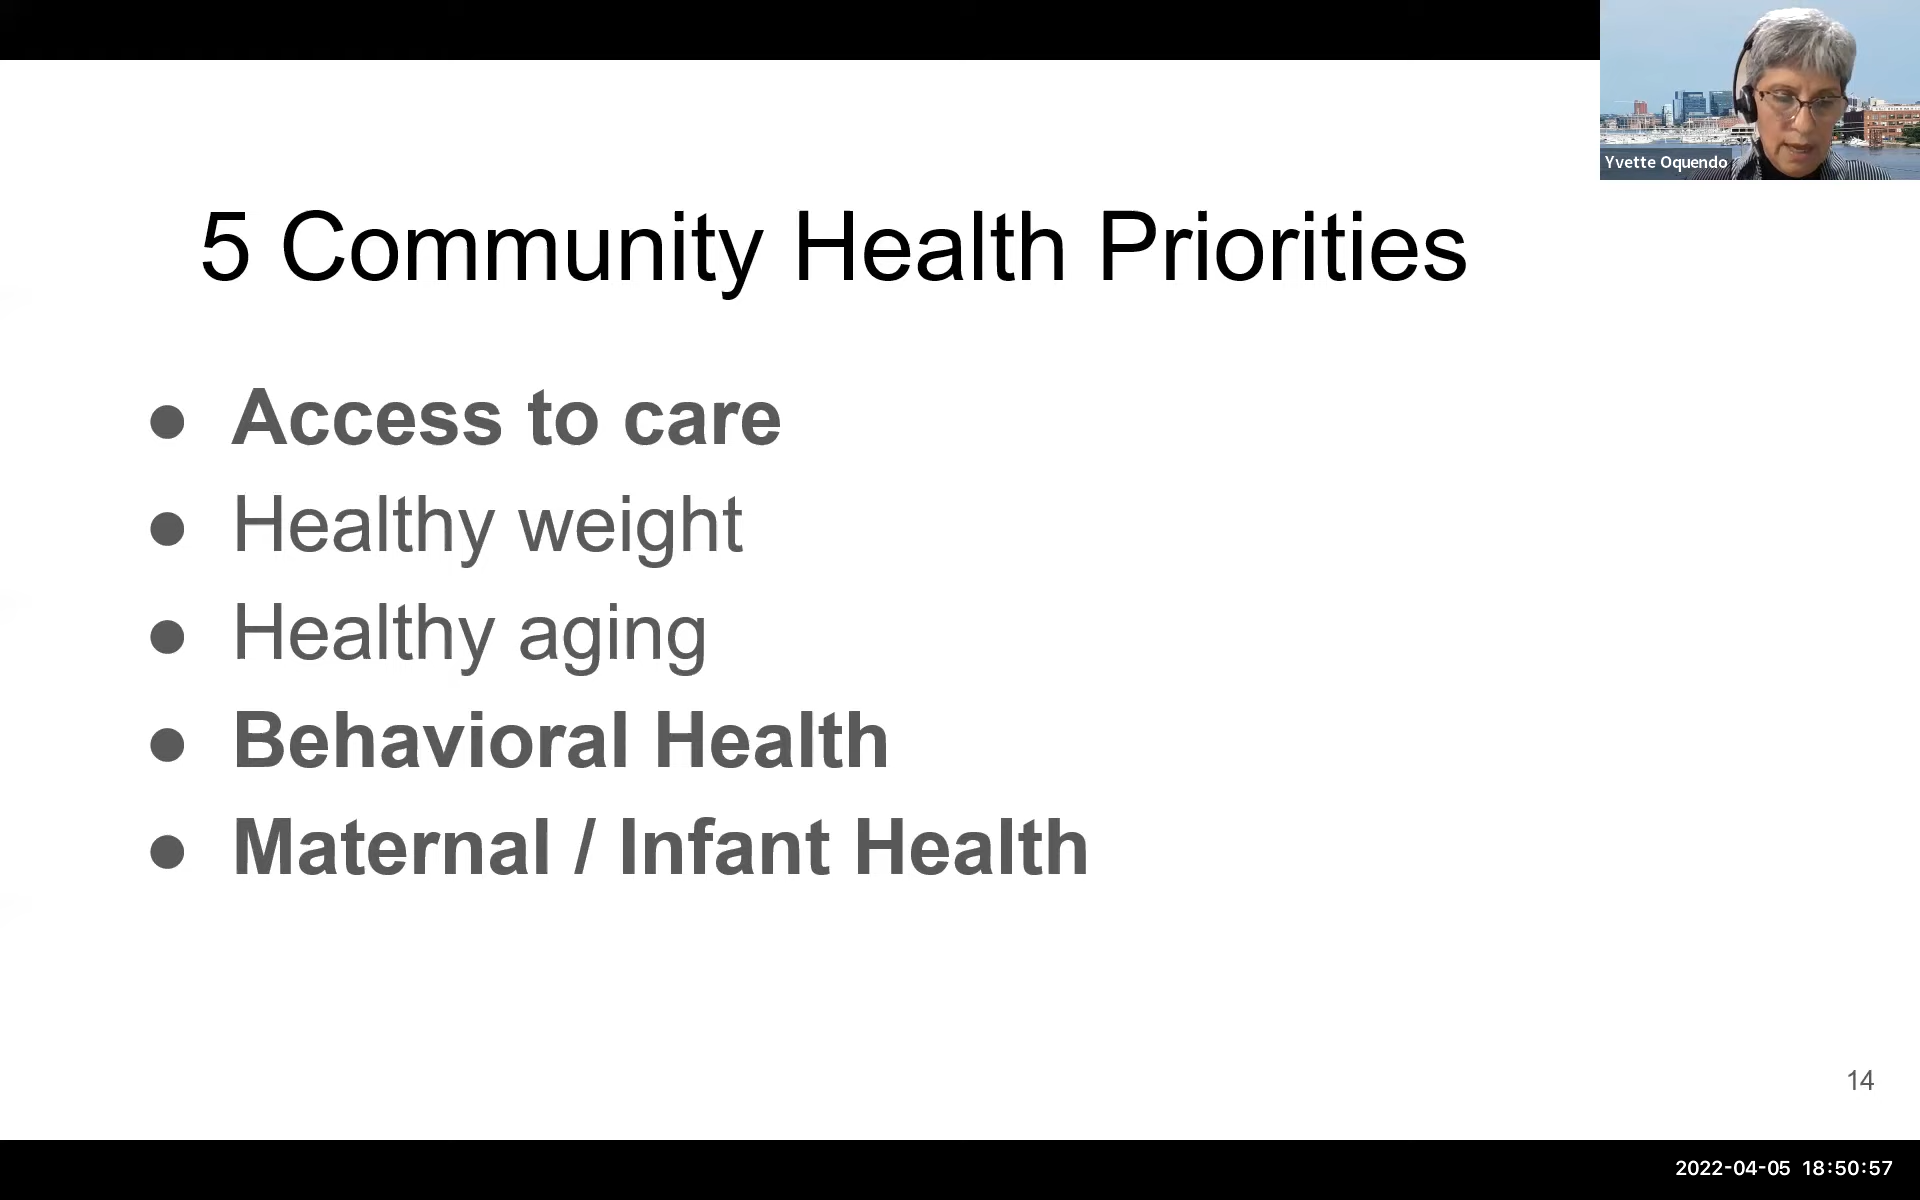 Yvette Oquendo
5 Community Health Priorities
● Access to care
● Healthy weight
● Healthy aging
● Behavioral Health
● Maternal / Infant Health
14
2022-04-05 18:50:57